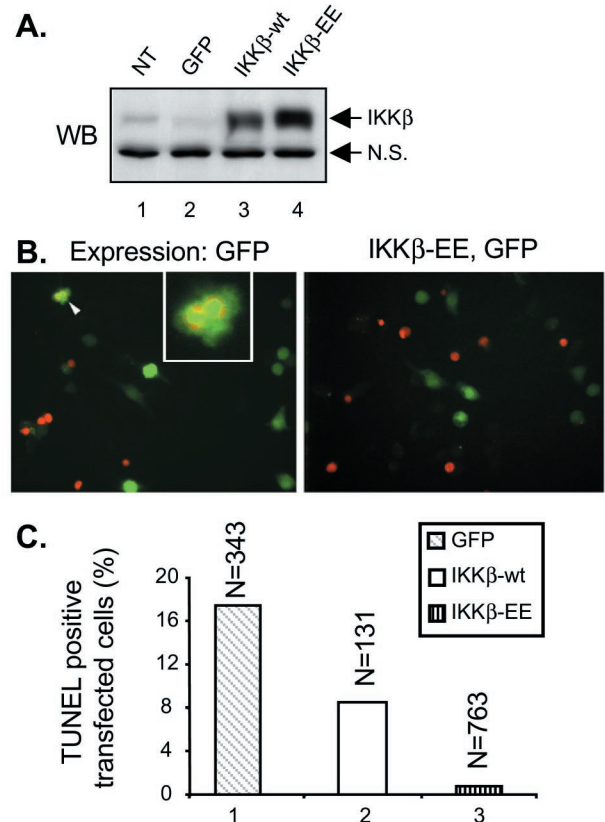 A.
NT GFP IKKβ-wt IKKβ-EE
WB
IKKβ
N.S.
1 2 3 4
B. Expression: GFP IKKβ-EE, GFP
C.
TUNEL positive
transfected cells (%)
20
16
12
8
4
0
N=343
N=131
N=763
GFP
IKKβ-wt
IKKβ-EE
1 2 3